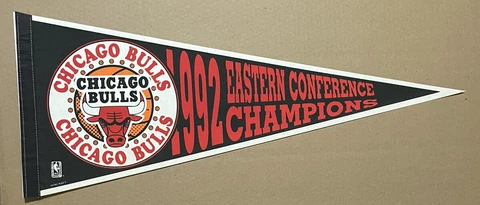 CHICAGO BULLS
CHICAGO
BULLS
CHICAGO BULLS
1992
EASTERN CONFERENCE
CHAMPIONS